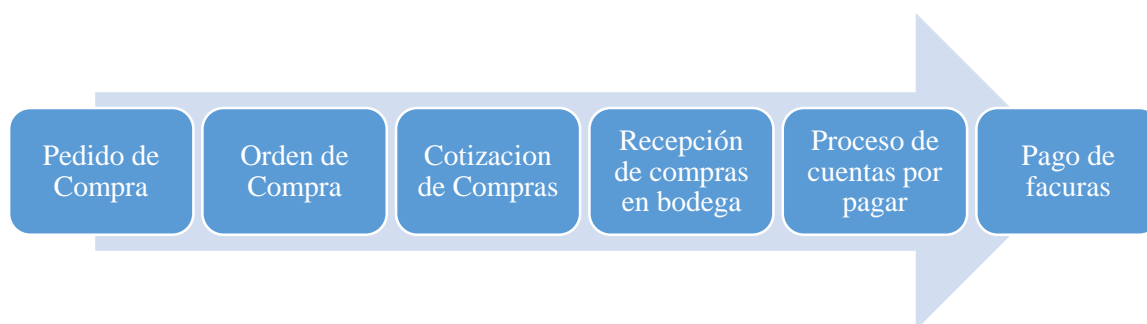 Pedido de
Compra
Orden de
Compra
Cotizacion
de Compras
Recepción
de compras
en bodega
Proceso de
cuentas por
pagar
Pago de
facuras